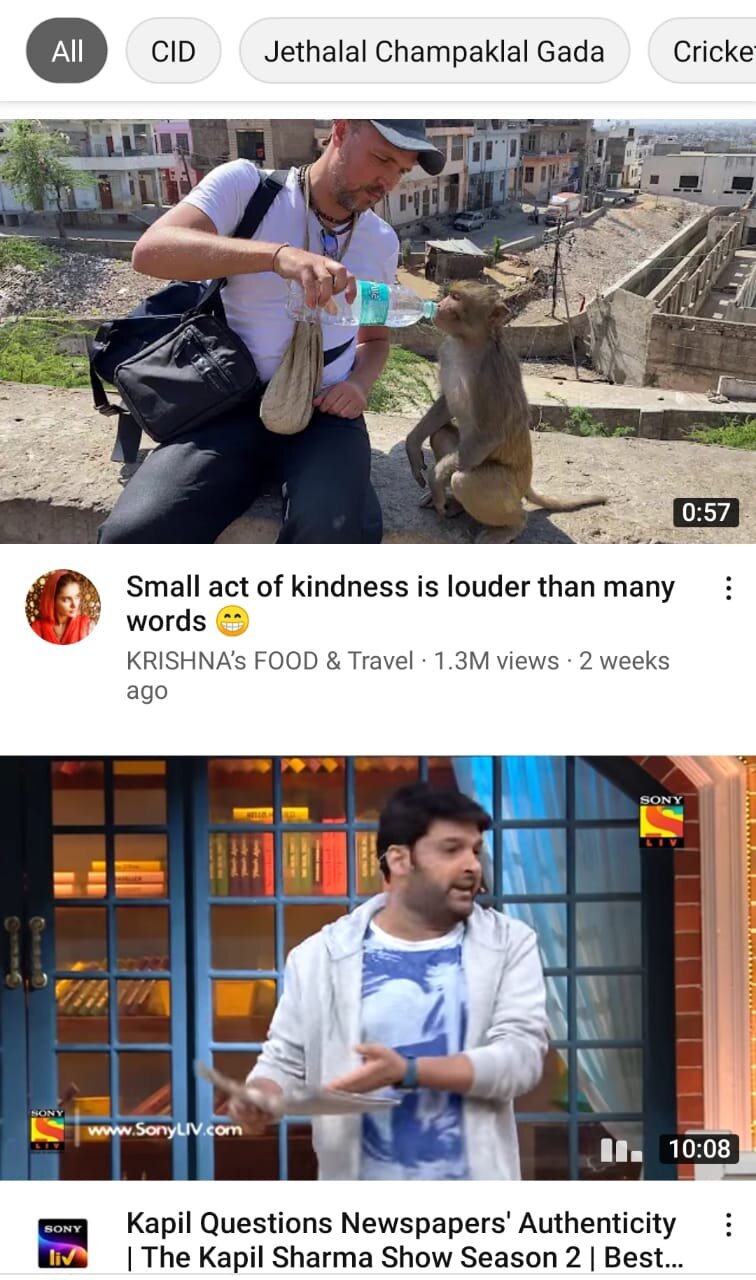 All
CID
Jethalal Champaklal Gada
Cricke
0:57
Small act of kindness is louder than many
words 😁
KRISHNA's FOOD & Travel · 1.3M views · 2 weeks
ago
SONY
LIV
HELLO
SONY
LIV
www.SonyLIV.com
10:08
SONY
liv
Kapil Questions Newspapers' Authenticity
| The Kapil Sharma Show Season 2 | Best...